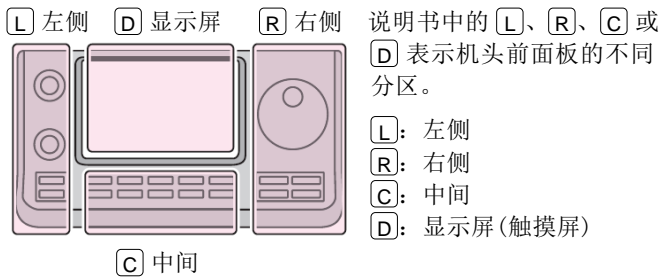 L 左侧 D 显示屏 R 右侧
C 中间
说明书中的 L、R、C 或
D 表示机头前面板的不同
分区。
L：左侧
R：右侧
C：中间
D：显示屏(触摸屏)